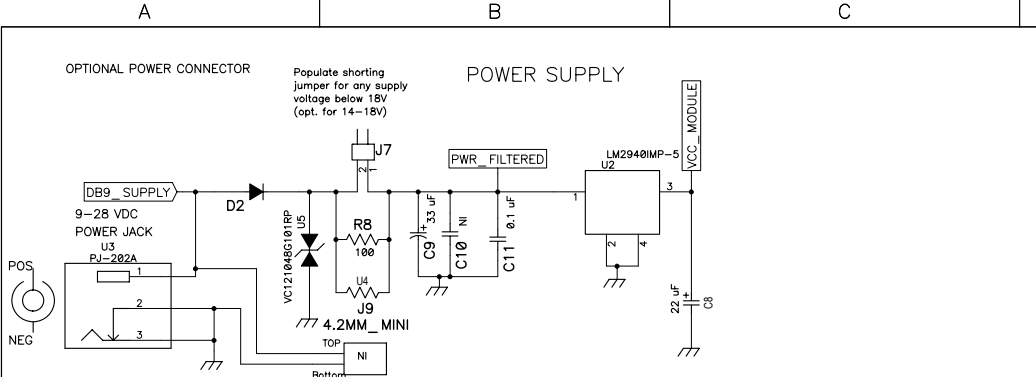 A
B
C
OPTIONAL POWER CONNECTOR
Populate shorting
jumper for any supply
voltage below 18V
(opt. for 14-18V)
POWER SUPPLY
J7
2
1
PWR_FILTERED
VCC_MODULE
LM2940IMP-5
U2
1
3
2
4
DB9_SUPPLY
D2
9-28 VDC
POWER JACK
U3
PJ-202A
1
2
3
POS
NEG
VC121048G101RP
U5
R8
100
U4
J9
4.2MM_MINI
TOP
NI
Bottom
+
33 uF
C9
NI
C10
0.1 uF
C11
22 uF
+
C8